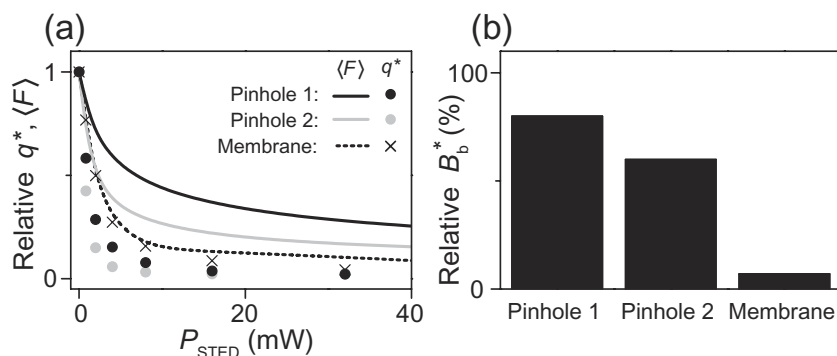 (a)
Relative q*, ⟨F⟩
1
0
⟨F⟩ q*
Pinhole 1:
Pinhole 2:
Membrane:
0 20 40
P_STED (mW)
(b)
Relative B_b* (%)
100
0
Pinhole 1 Pinhole 2 Membrane